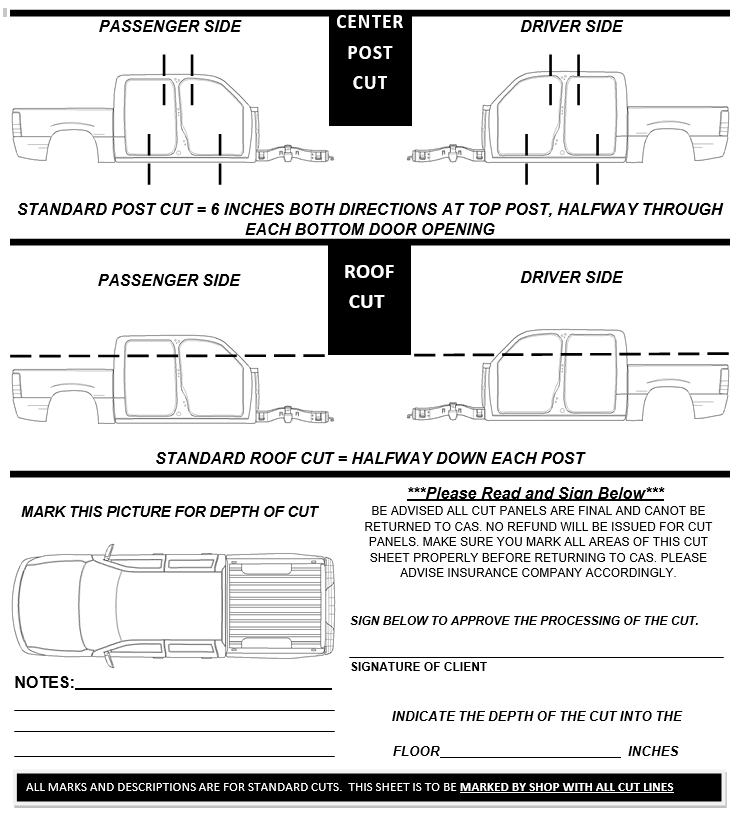 PASSENGER SIDE
CENTER
POST
CUT
DRIVER SIDE
STANDARD POST CUT = 6 INCHES BOTH DIRECTIONS AT TOP POST, HALFWAY THROUGH
EACH BOTTOM DOOR OPENING
PASSENGER SIDE
ROOF
CUT
DRIVER SIDE
STANDARD ROOF CUT = HALFWAY DOWN EACH POST
MARK THIS PICTURE FOR DEPTH OF CUT
NOTES:
***Please Read and Sign Below***
BE ADVISED ALL CUT PANELS ARE FINAL AND CANOT BE
RETURNED TO CAS. NO REFUND WILL BE ISSUED FOR CUT
PANELS. MAKE SURE YOU MARK ALL AREAS OF THIS CUT
SHEET PROPERLY BEFORE RETURNING TO CAS. PLEASE
ADVISE INSURANCE COMPANY ACCORDINGLY.
SIGN BELOW TO APPROVE THE PROCESSING OF THE CUT.
SIGNATURE OF CLIENT
INDICATE THE DEPTH OF THE CUT INTO THE
FLOOR INCHES
ALL MARKS AND DESCRIPTIONS ARE FOR STANDARD CUTS. THIS SHEET IS TO BE MARKED BY SHOP WITH ALL CUT LINES